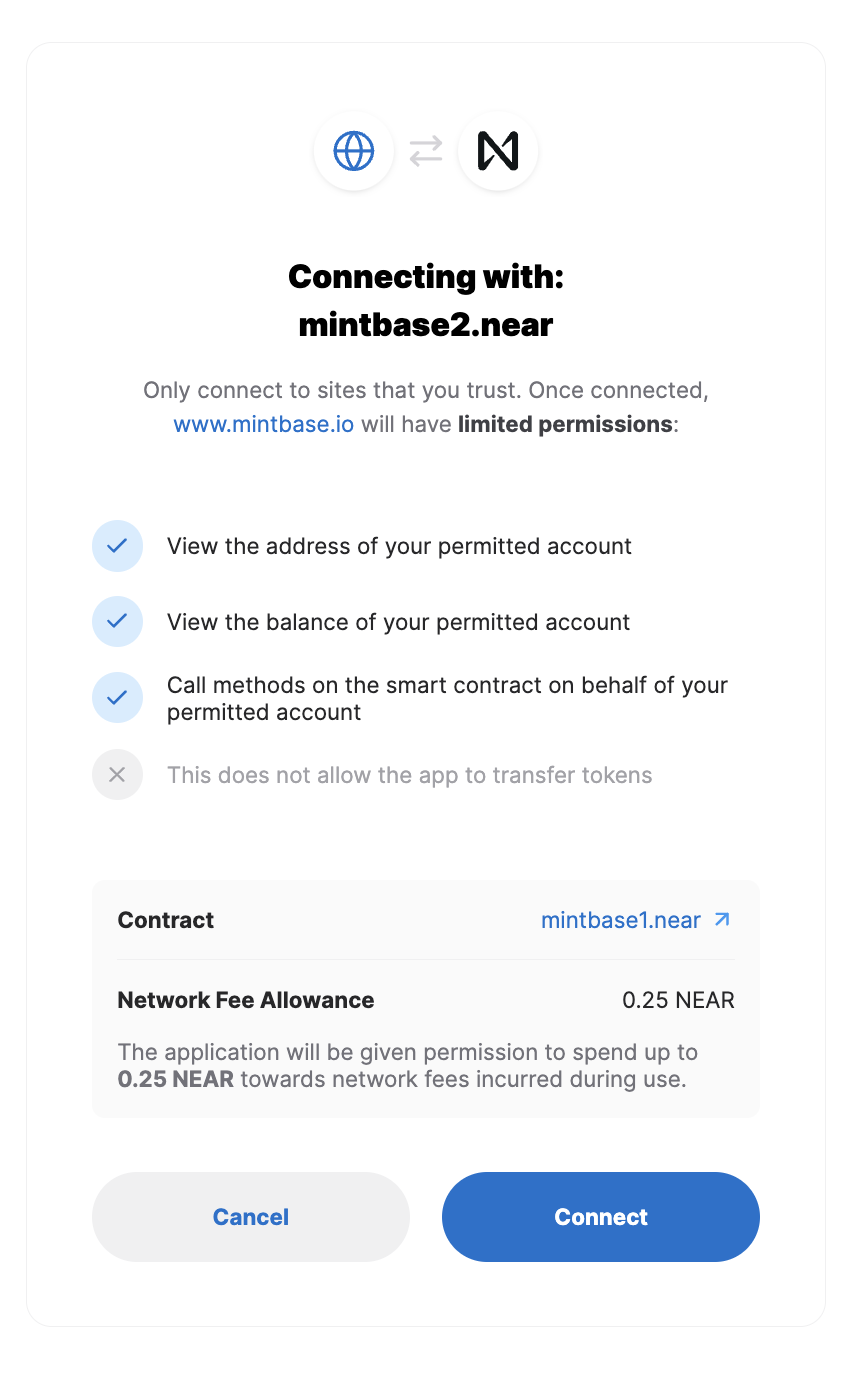 Connecting with:
mintbase2.near
Only connect to sites that you trust. Once connected,
www.mintbase.io will have limited permissions:
View the address of your permitted account
View the balance of your permitted account
Call methods on the smart contract on behalf of your
permitted account
This does not allow the app to transfer tokens
Contract mintbase1.near
Network Fee Allowance 0.25 NEAR
The application will be given permission to spend up to
0.25 NEAR towards network fees incurred during use.
Cancel Connect